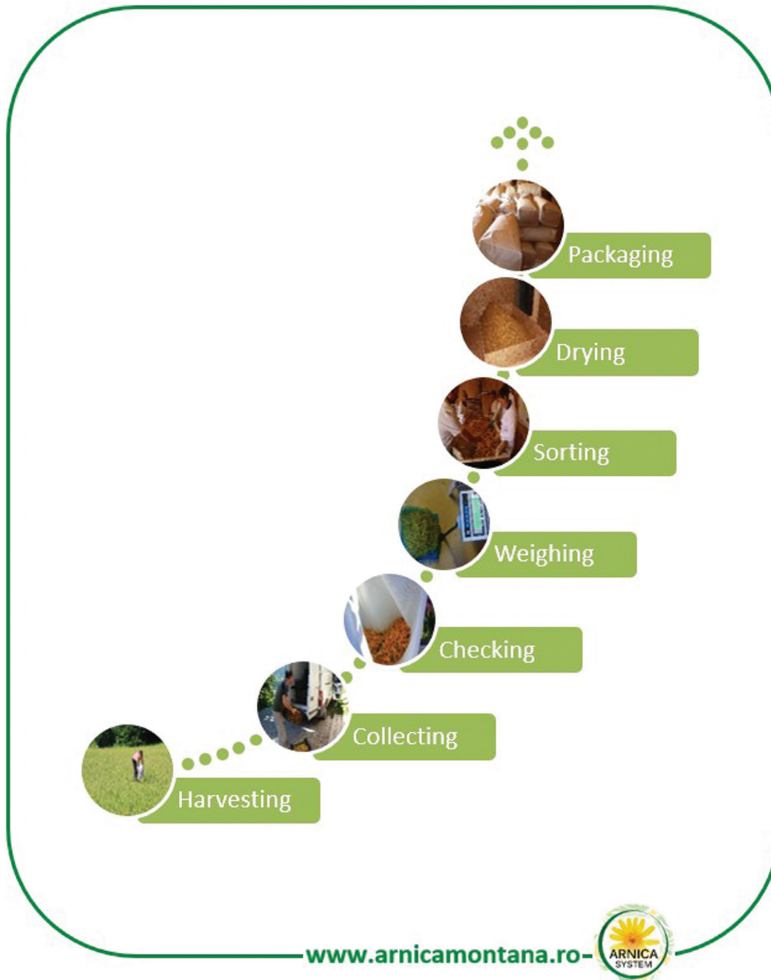 Packaging
Drying
Sorting
Weighing
Checking
Collecting
Harvesting
www.arnicamontana.ro
ARNICA
SYSTEM